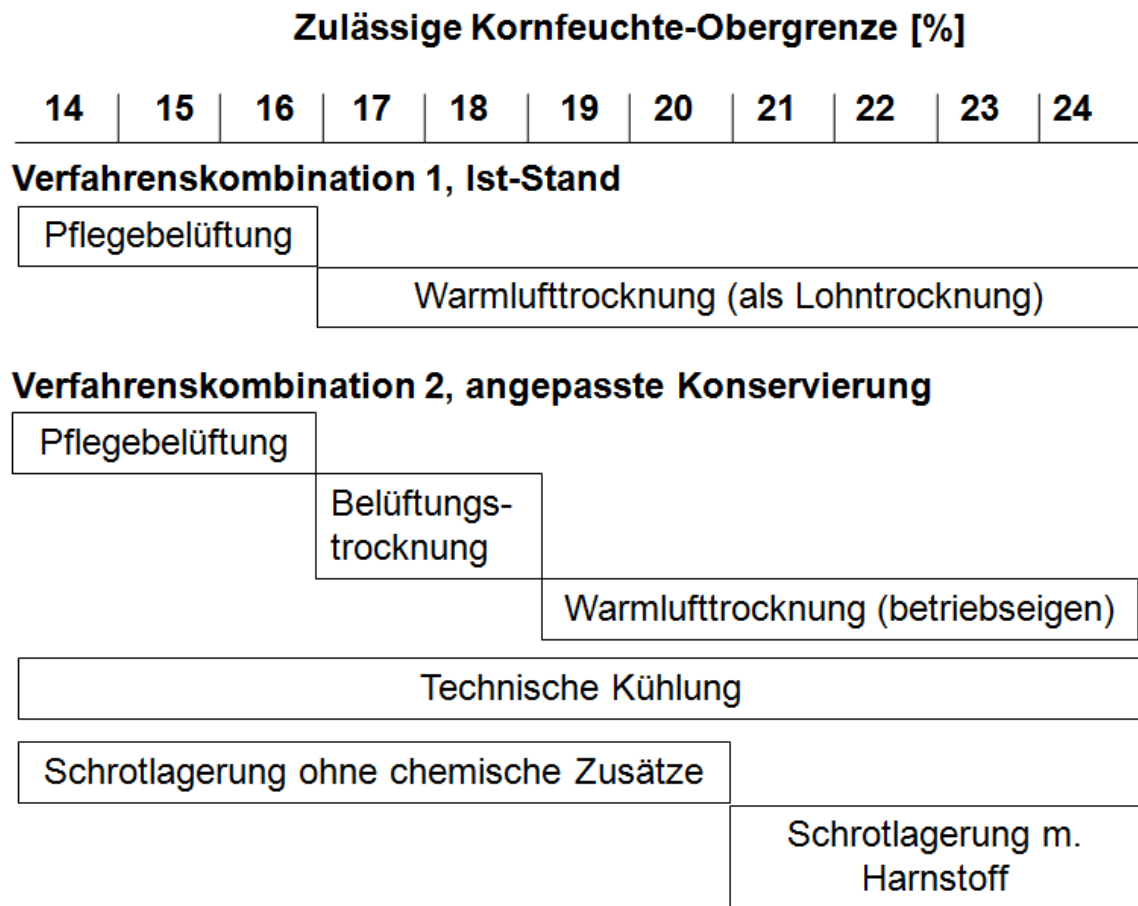 Zulässige Kornfeuchte-Obergrenze [%]
14 15 16 17 18 19 20 21 22 23 24
Verfahrenskombination 1, Ist-Stand
Pflegebelüftung
Warmlufttrocknung (als Lohntrocknung)
Verfahrenskombination 2, angepasste Konservierung
Pflegebelüftung
Belüftungs-
trocknung
Warmlufttrocknung (betriebseigen)
Technische Kühlung
Schrotlagerung ohne chemische Zusätze
Schrotlagerung m.
Harnstoff